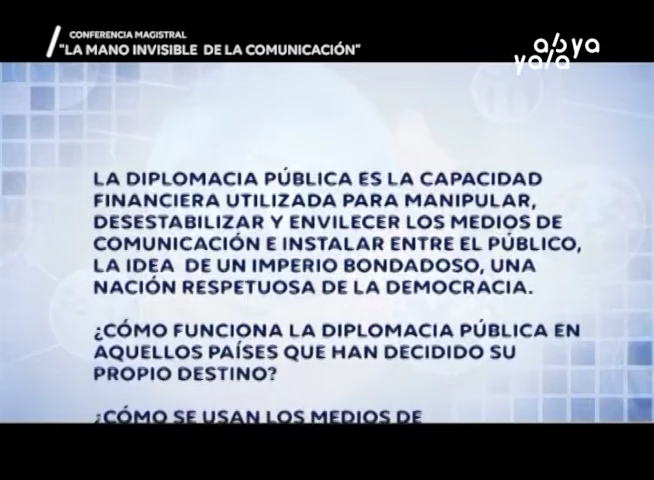 CONFERENCIA MAGISTRAL
"LA MANO INVISIBLE DE LA COMUNICACIÓN"
abya
yala
LA DIPLOMACIA PÚBLICA ES LA CAPACIDAD
FINANCIERA UTILIZADA PARA MANIPULAR,
DESESTABILIZAR Y ENVILECER LOS MEDIOS DE
COMUNICACIÓN E INSTALAR ENTRE EL PÚBLICO,
LA IDEA DE UN IMPERIO BONDADOSO, UNA
NACIÓN RESPETUOSA DE LA DEMOCRACIA.
¿CÓMO FUNCIONA LA DIPLOMACIA PÚBLICA EN
AQUELLOS PAÍSES QUE HAN DECIDIDO SU
PROPIO DESTINO?
¿CÓMO SE USAN LOS MEDIOS DE